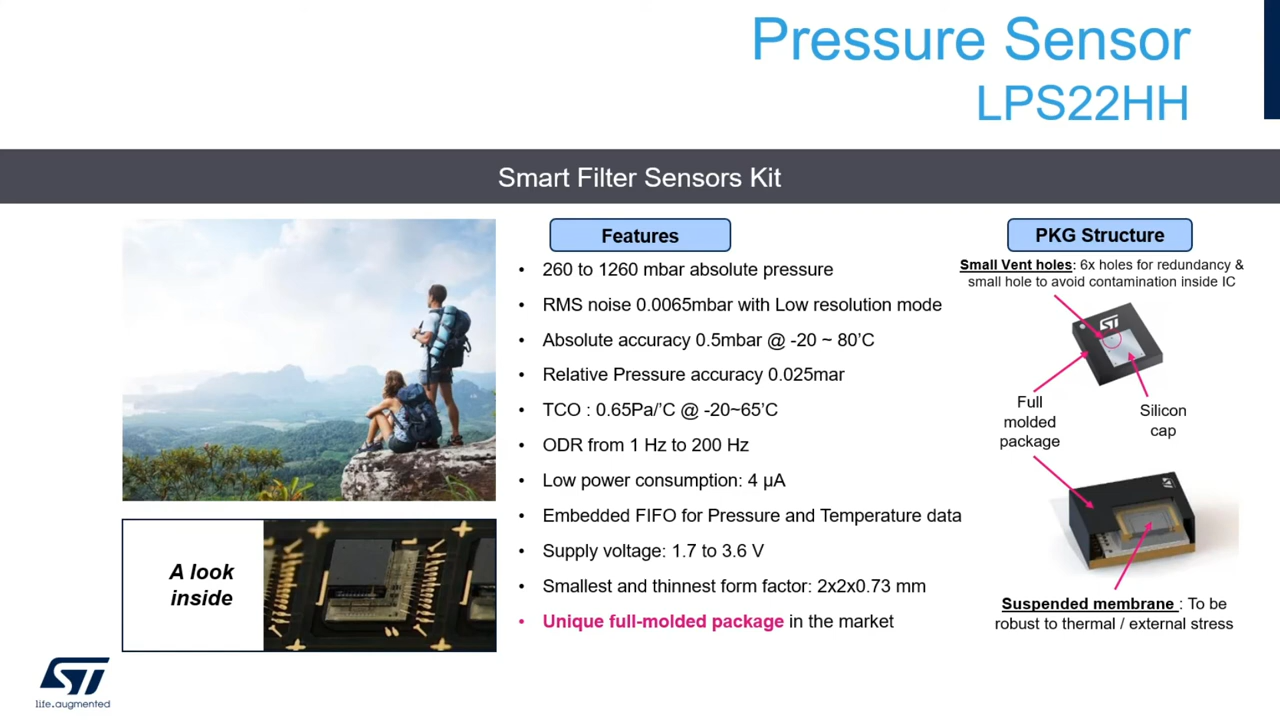 Pressure Sensor
LPS22HH
Smart Filter Sensors Kit
Features
• 260 to 1260 mbar absolute pressure
• RMS noise 0.0065mbar with Low resolution mode
• Absolute accuracy 0.5mbar @ -20 ~ 80’C
• Relative Pressure accuracy 0.025mar
• TCO : 0.65Pa/’C @ -20~65’C
• ODR from 1 Hz to 200 Hz
• Low power consumption: 4 µA
• Embedded FIFO for Pressure and Temperature data
• Supply voltage: 1.7 to 3.6 V
• Smallest and thinnest form factor: 2x2x0.73 mm
• Unique full-molded package in the market
PKG Structure
Small Vent holes: 6x holes for redundancy &
small hole to avoid contamination inside IC
ST
Full
molded
package
Silicon
cap
Suspended membrane : To be
robust to thermal / external stress
A look
inside
ST
life.augmented